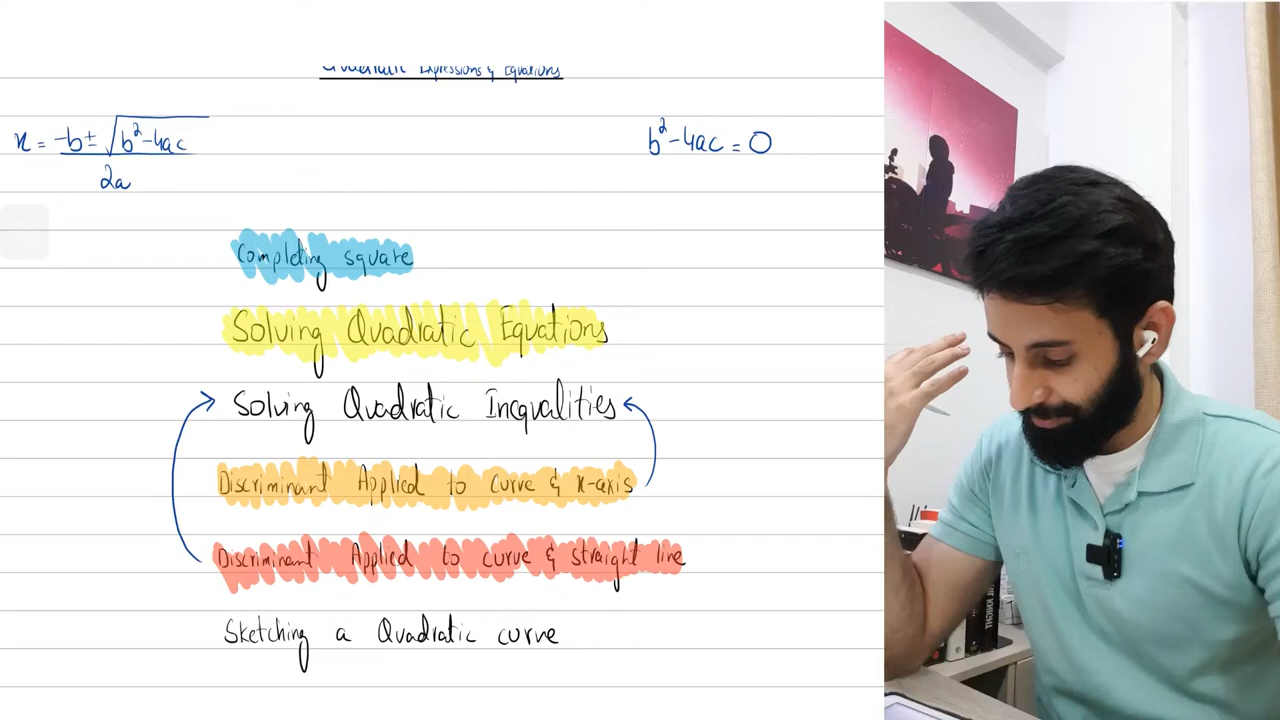 Quadratic Expressions & Equations
x = -b ± √b²-4ac / 2a
b²-4ac = 0
Completing square
Solving Quadratic Equations
Solving Quadratic Inequalities
Discriminant Applied to curve & x-axis
Discriminant Applied to curve & straight line
Sketching a Quadratic curve